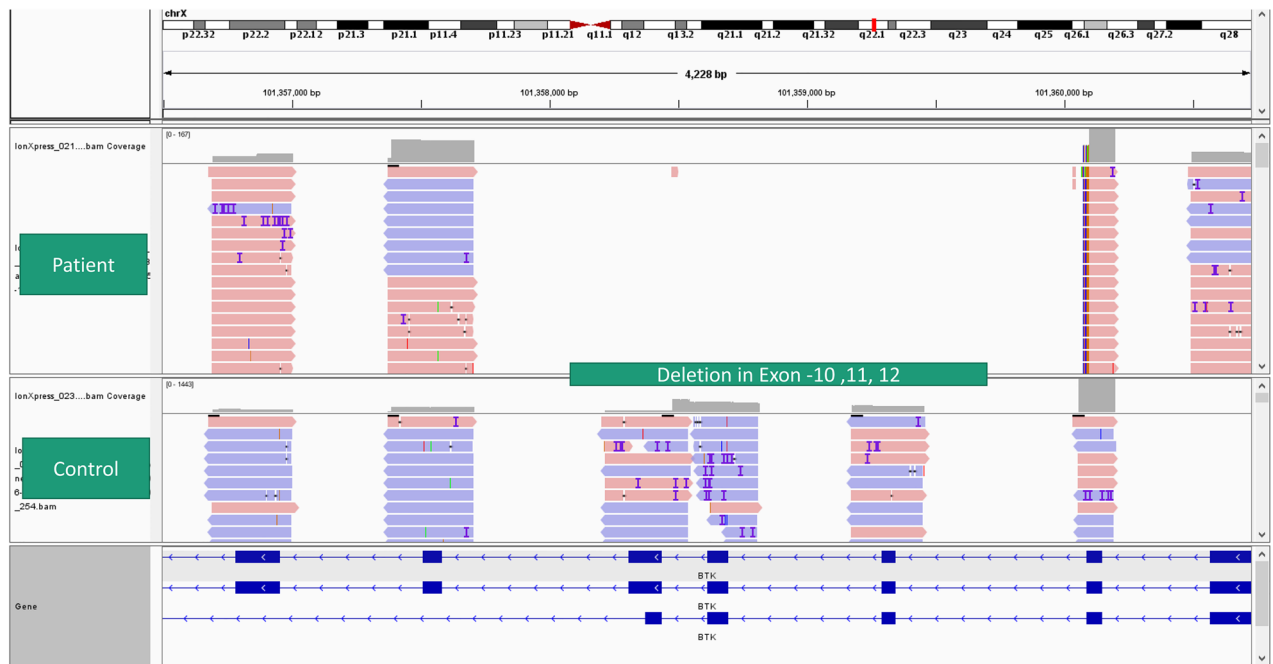 chrX
p22.32 p22.2 p22.12 p21.3 p21.1 p11.4 p11.23 p11.21 q11.1 q12 q13.2 q21.1 q21.2 q21.32 q22.1 q22.3 q23 q24 q25 q26.1 q26.3 q27.2 q28
4,228 bp
101,357,000 bp 101,358,000 bp 101,359,000 bp 101,360,000 bp
IonXpress_021....bam Coverage
[0 - 167]
Patient
Deletion in Exon -10 ,11, 12
IonXpress_023....bam Coverage
[0 - 1443]
Control
_254.bam
BTK
BTK
Gene
BTK